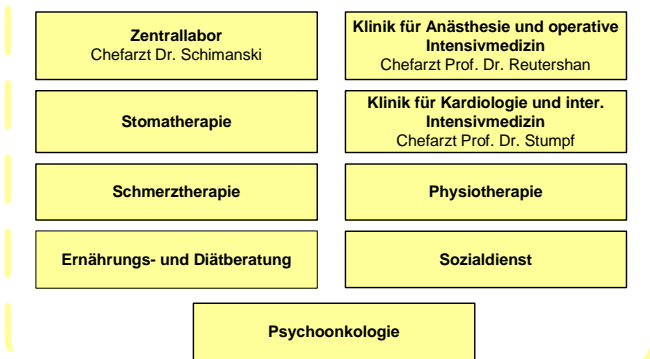 Zentrallabor
Chefarzt Dr. Schimanski
Klinik für Anästhesie und operative
Intensivmedizin
Chefarzt Prof. Dr. Reutershan
Stomatherapie
Klinik für Kardiologie und inter.
Intensivmedizin
Chefarzt Prof. Dr. Stumpf
Schmerztherapie
Physiotherapie
Ernährungs- und Diätberatung
Sozialdienst
Psychoonkologie